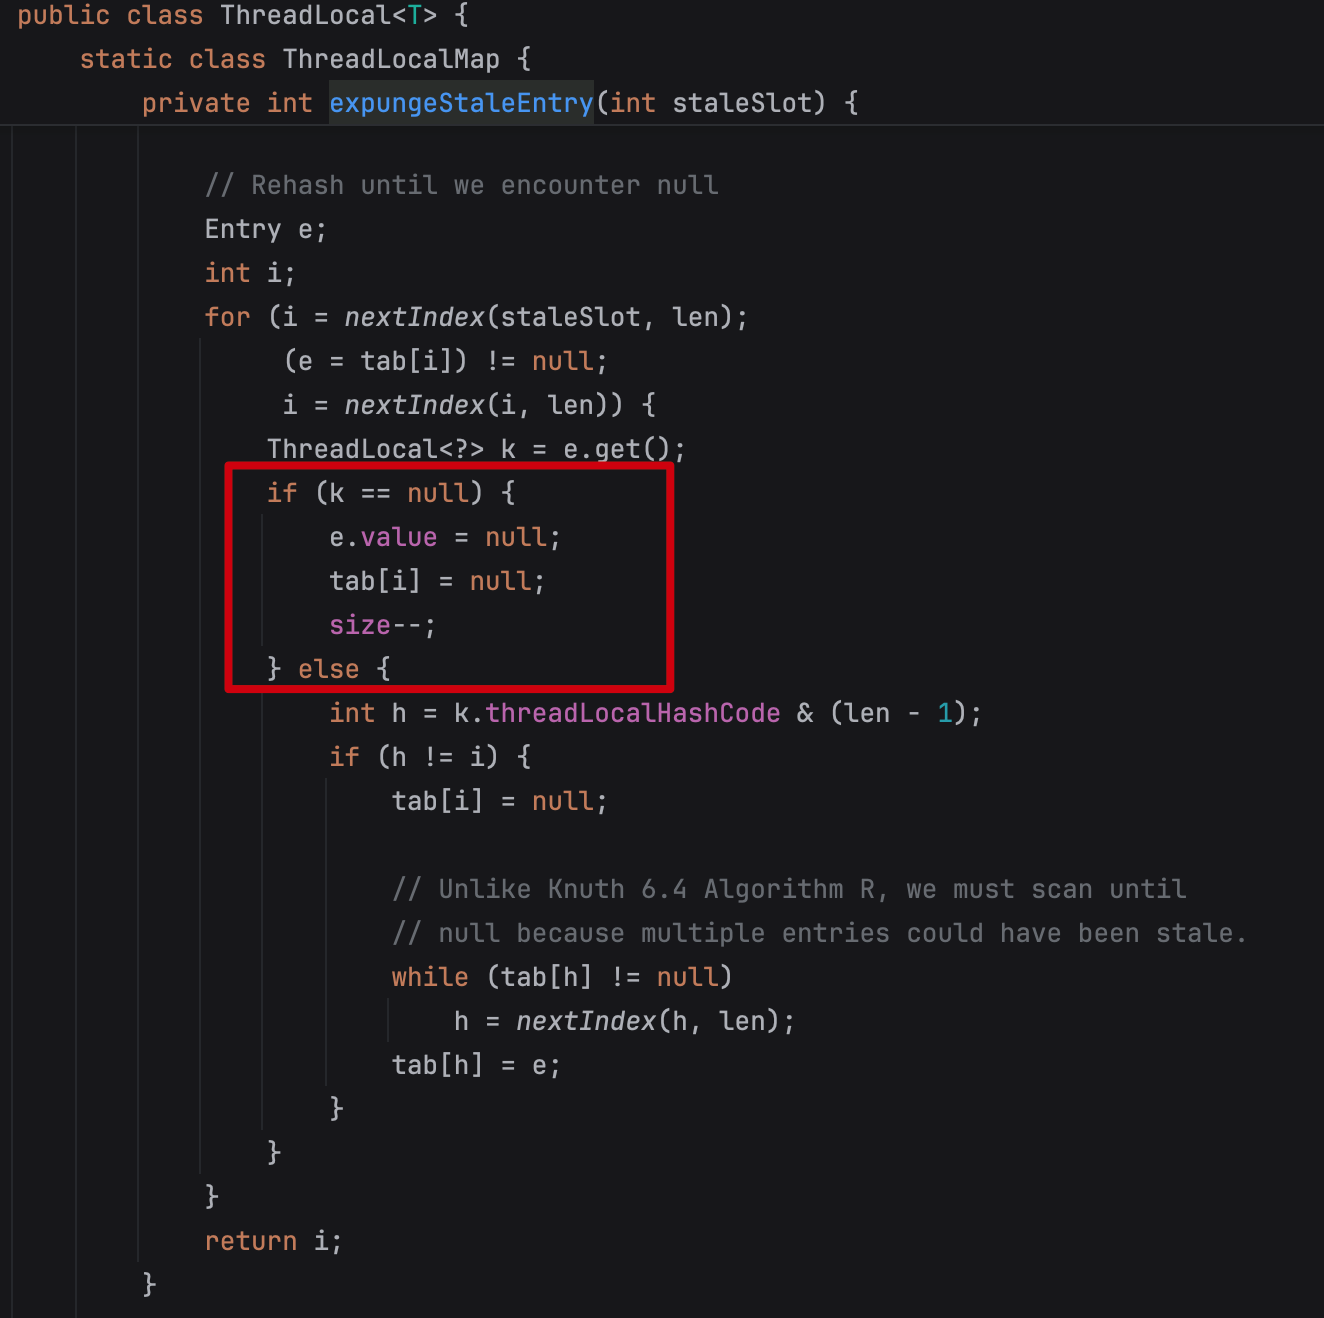 public class ThreadLocal<T> {
    static class ThreadLocalMap {
        private int expungeStaleEntry(int staleSlot) {
            // Rehash until we encounter null
            Entry e;
            int i;
            for (i = nextIndex(staleSlot, len);
                 (e = tab[i]) != null;
                 i = nextIndex(i, len)) {
                ThreadLocal<?> k = e.get();
                if (k == null) {
                    e.value = null;
                    tab[i] = null;
                    size--;
                } else {
                    int h = k.threadLocalHashCode & (len - 1);
                    if (h != i) {
                        tab[i] = null;
                        // Unlike Knuth 6.4 Algorithm R, we must scan until
                        // null because multiple entries could have been stale.
                        while (tab[h] != null)
                            h = nextIndex(h, len);
                        tab[h] = e;
                    }
                }
            }
            return i;
        }